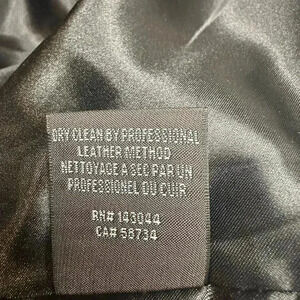 DRY CLEAN BY PROFESSIONAL
LEATHER METHOD
NETTOYAGE A SEC PAR UN
PROFESSIONEL DU CUIR
RN# 143044
CA# 58734